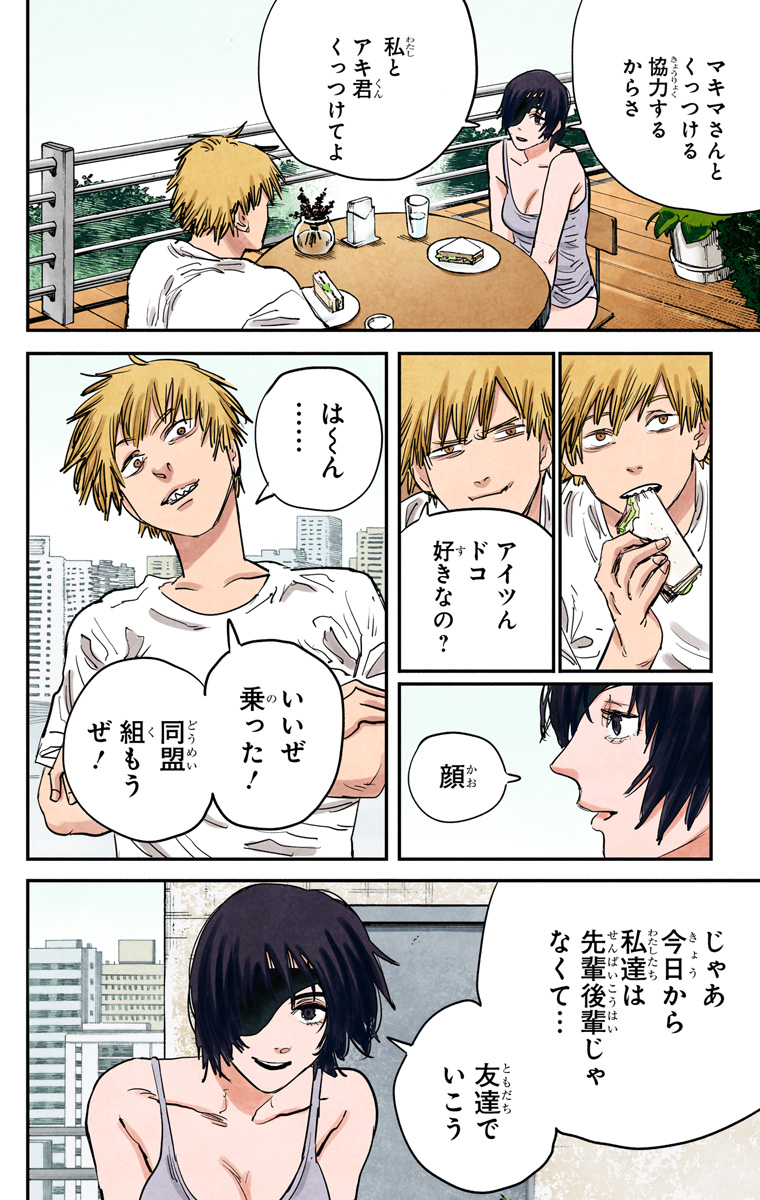 マキマさんと
くっつける
協力する
からさ
私と
アキ君
くっつけてよ
アイツん
ドコ
好きなの?
は〜ん
……
顔
いいぜ
乗った!
同盟
組もう
ぜ!
じゃあ
今日から
私達は
先輩後輩じゃ
なくて…
友達で
いこう